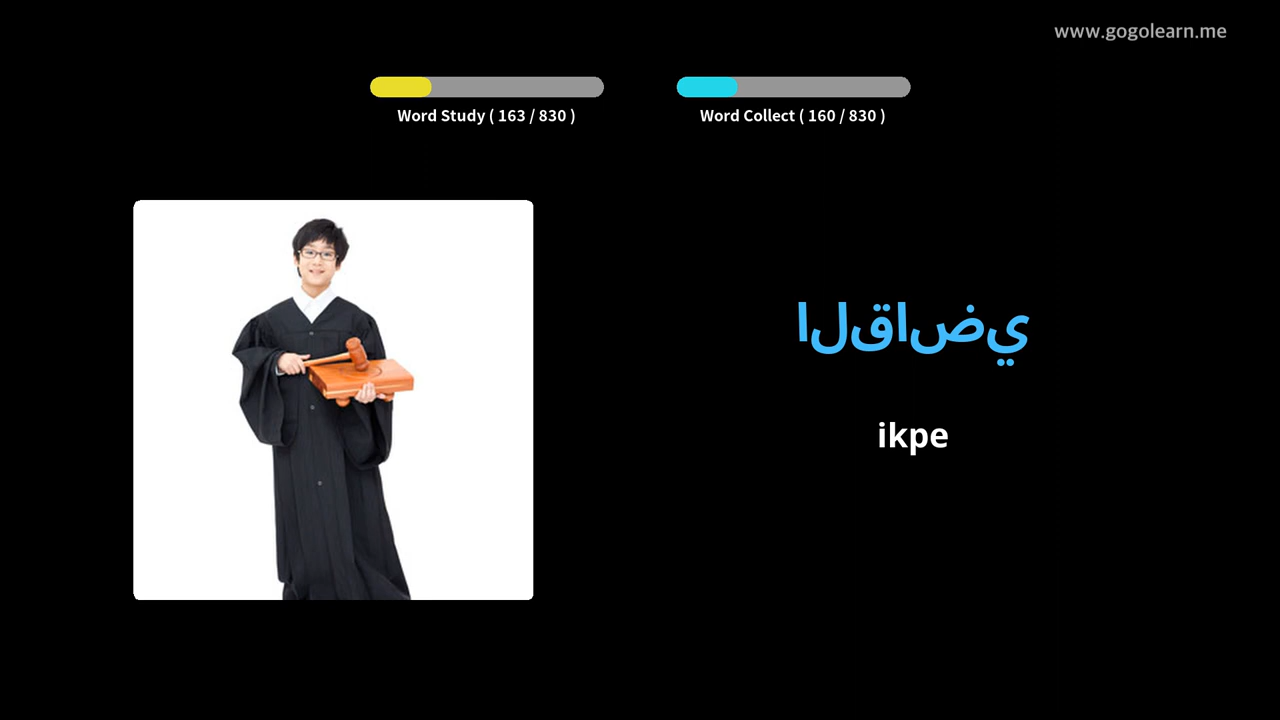 www.gogolearn.me
Word Study ( 163 / 830 )
Word Collect ( 160 / 830 )
القاضي
ikpe